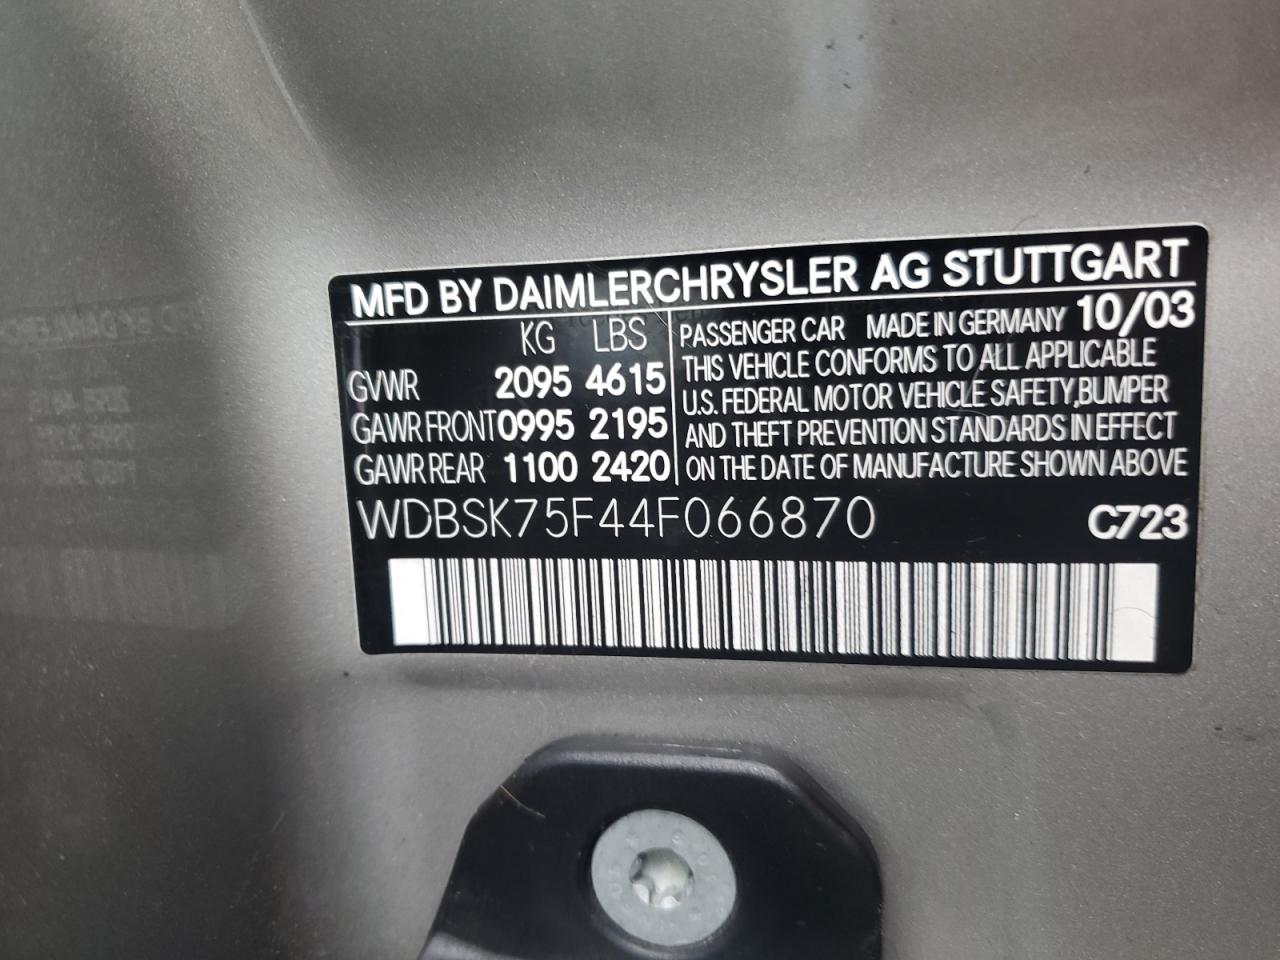 MFD BY DAIMLERCHRYSLER AG STUTTGART
KG LBS
GVWR 2095 4615
GAWR FRONT 0995 2195
GAWR REAR 1100 2420
PASSENGER CAR MADE IN GERMANY 10/03
THIS VEHICLE CONFORMS TO ALL APPLICABLE
U.S. FEDERAL MOTOR VEHICLE SAFETY, BUMPER
AND THEFT PREVENTION STANDARDS IN EFFECT
ON THE DATE OF MANUFACTURE SHOWN ABOVE
WDBSK75F44F066870 C723